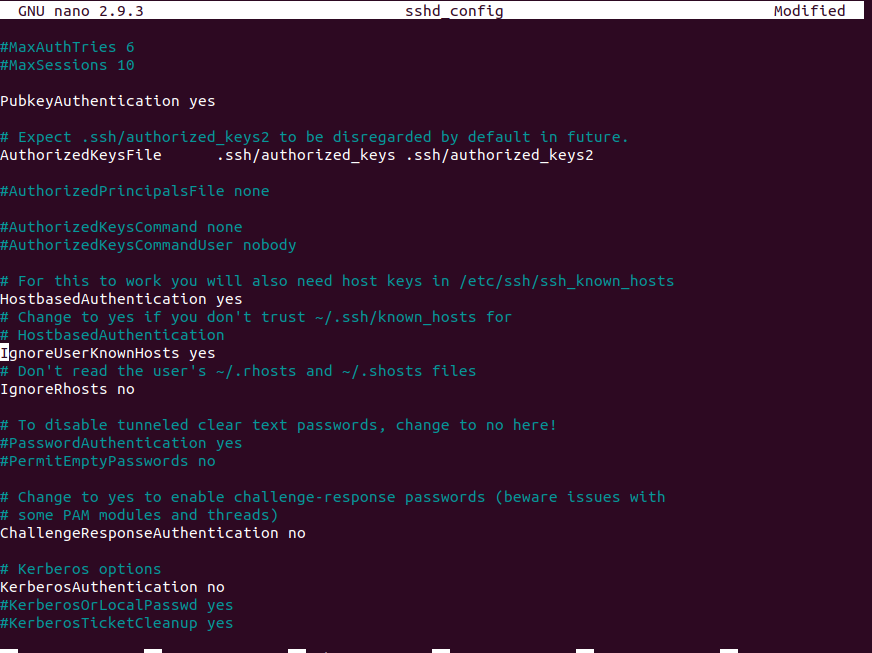 GNU nano 2.9.3 sshd_config Modified
#MaxAuthTries 6
#MaxSessions 10
PubkeyAuthentication yes
# Expect .ssh/authorized_keys2 to be disregarded by default in future.
AuthorizedKeysFile .ssh/authorized_keys .ssh/authorized_keys2
#AuthorizedPrincipalsFile none
#AuthorizedKeysCommand none
#AuthorizedKeysCommandUser nobody
# For this to work you will also need host keys in /etc/ssh/ssh_known_hosts
HostbasedAuthentication yes
# Change to yes if you don't trust ~/.ssh/known_hosts for
# HostbasedAuthentication
IgnoreUserKnownHosts yes
# Don't read the user's ~/.rhosts and ~/.shosts files
IgnoreRhosts no
# To disable tunneled clear text passwords, change to no here!
#PasswordAuthentication yes
#PermitEmptyPasswords no
# Change to yes to enable challenge-response passwords (beware issues with
# some PAM modules and threads)
ChallengeResponseAuthentication no
# Kerberos options
KerberosAuthentication no
#KerberosOrLocalPasswd yes
#KerberosTicketCleanup yes